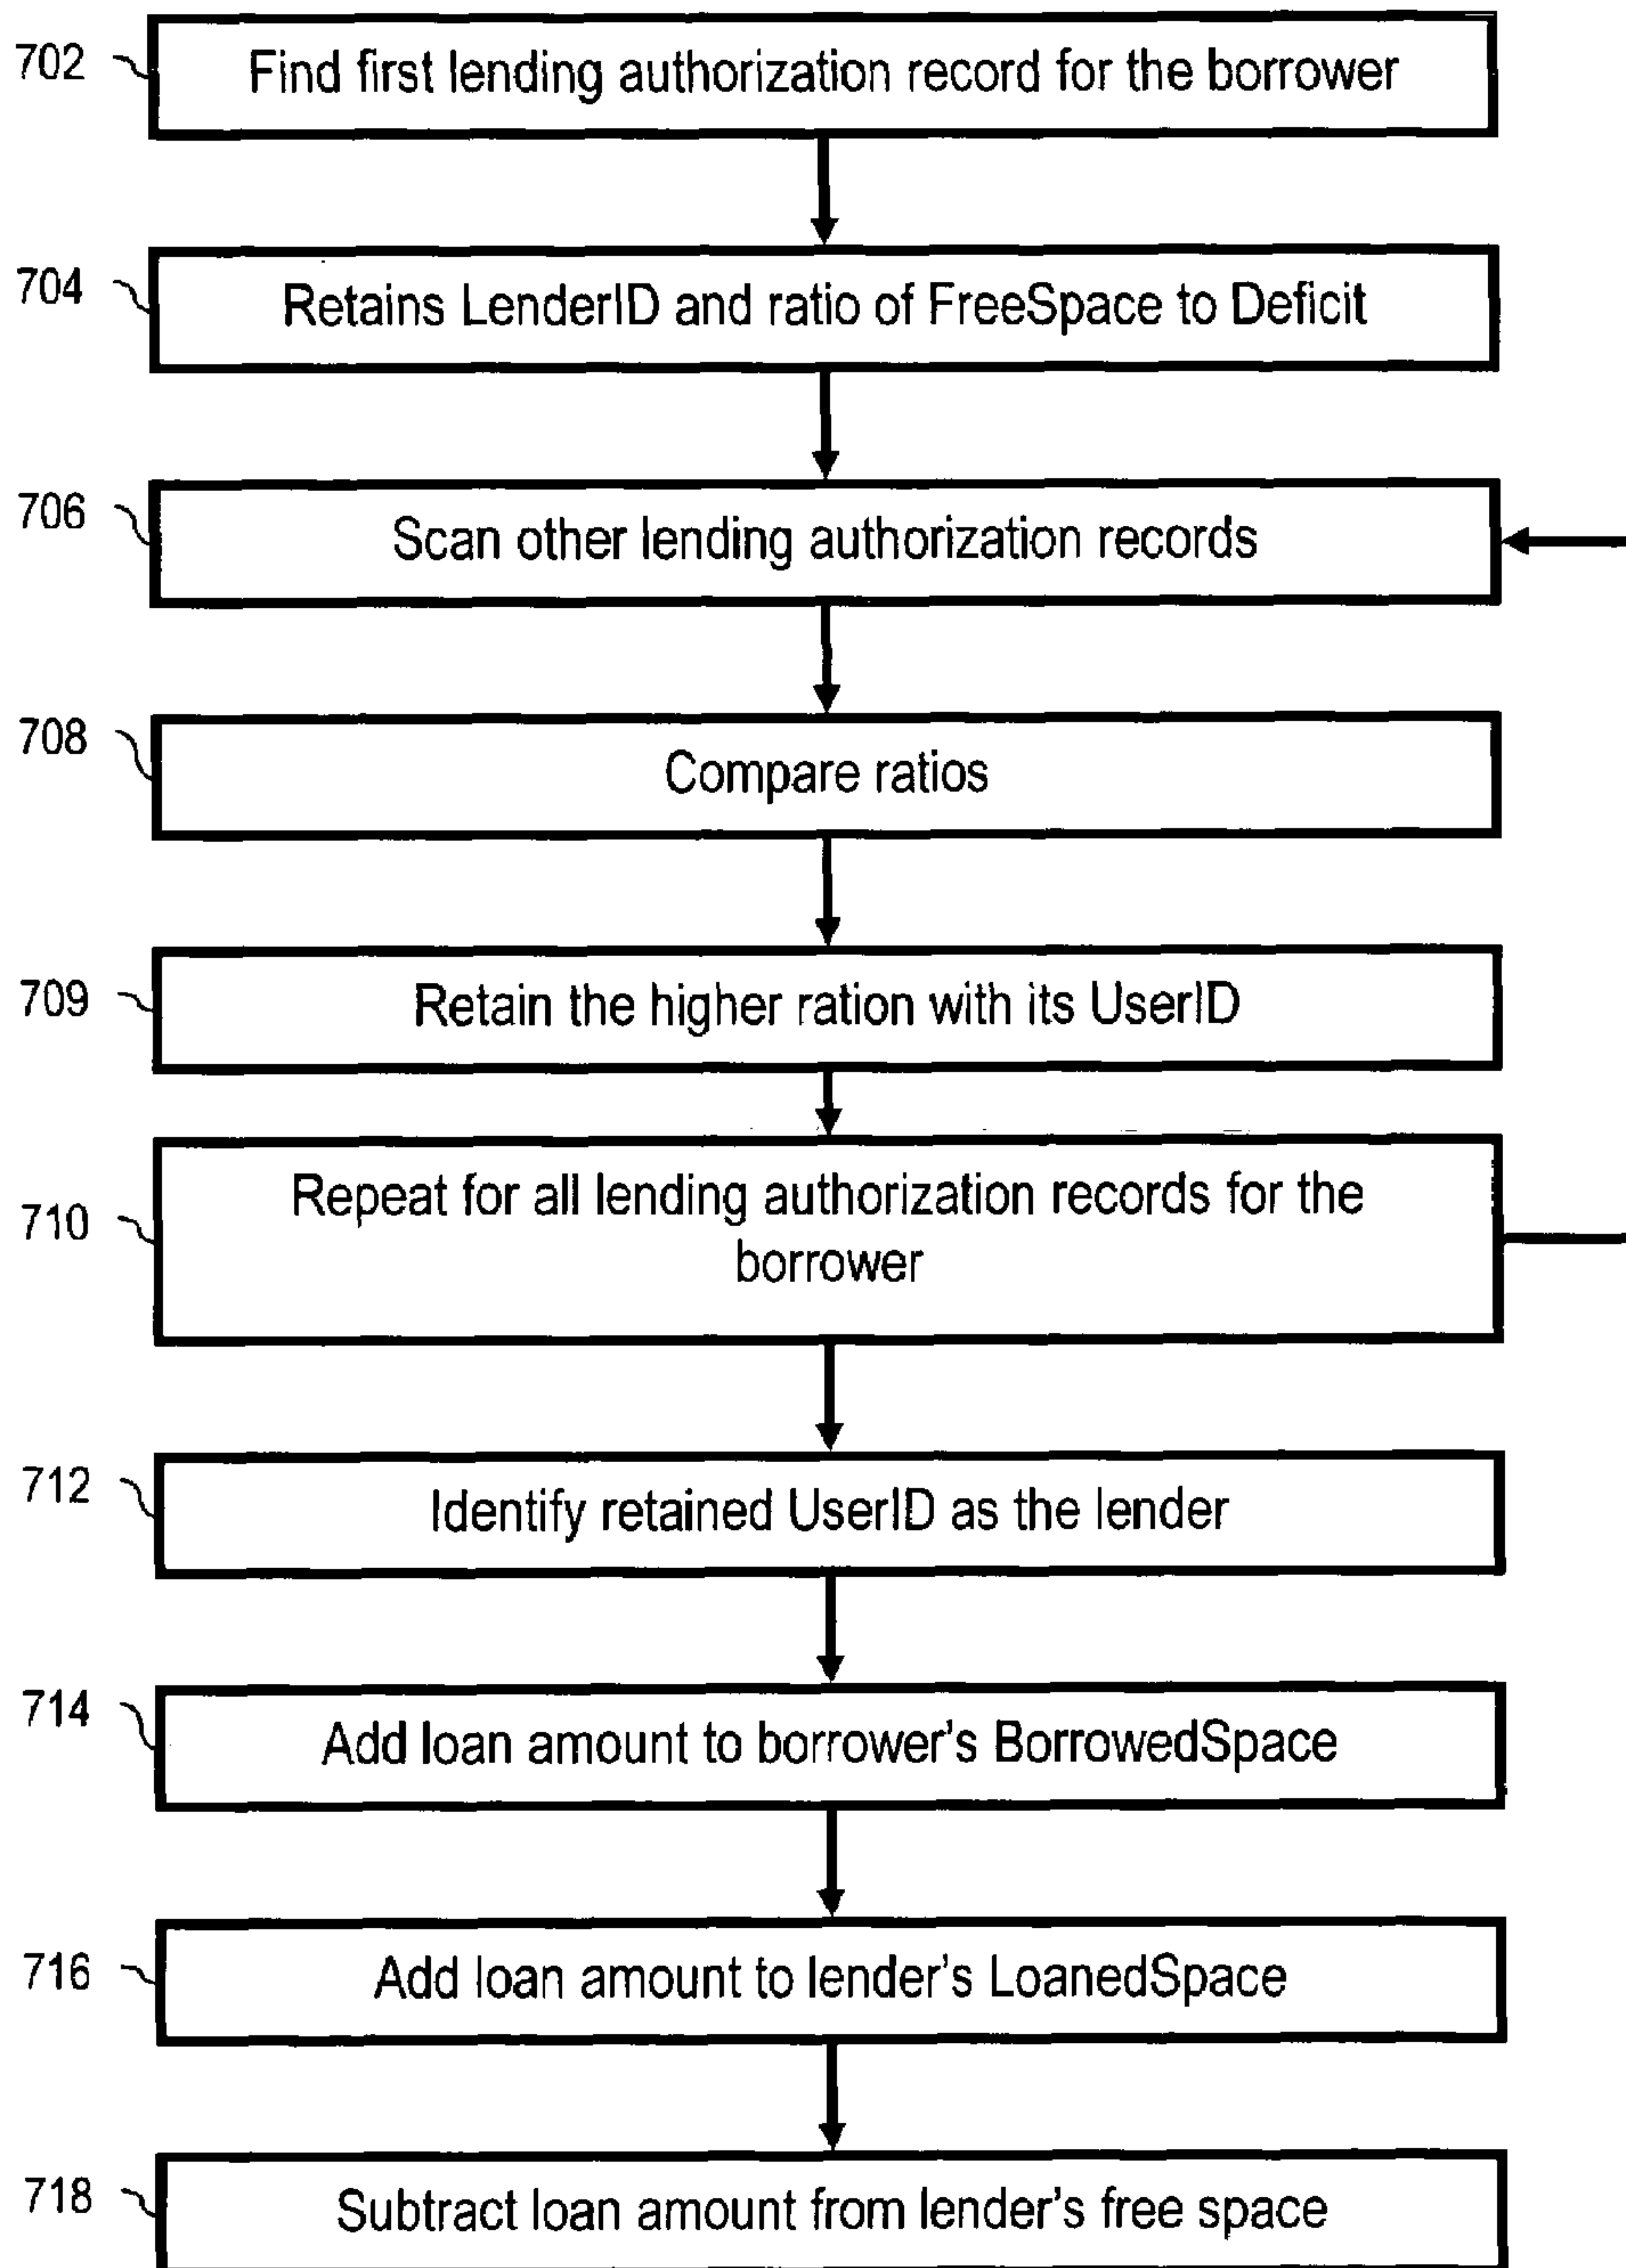 702 Find first lending authorization record for the borrower
704 Retains LenderID and ratio of FreeSpace to Deficit
706 Scan other lending authorization records
708 Compare ratios
709 Retain the higher ration with its UserID
710 Repeat for all lending authorization records for the
borrower
712 Identify retained UserID as the lender
714 Add loan amount to borrower's BorrowedSpace
716 Add loan amount to lender's LoanedSpace
718 Subtract loan amount from lender's free space